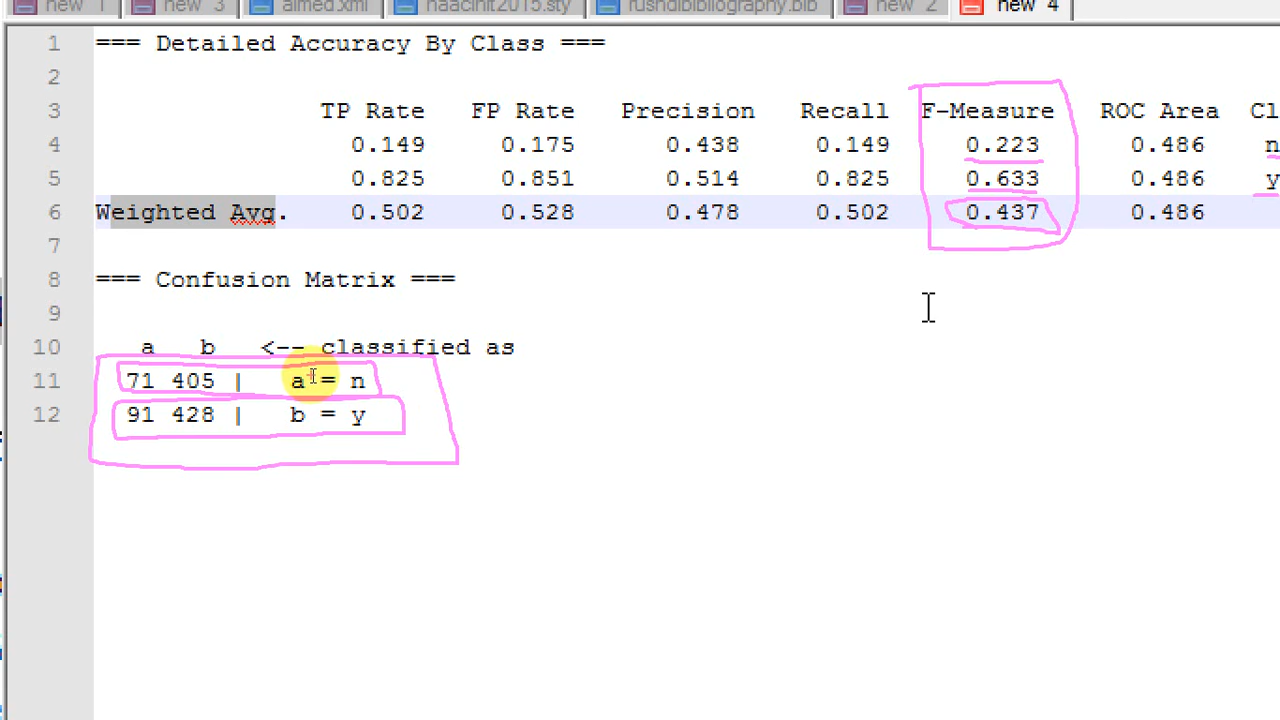 new 1 new 3 aimed.xml naaclhlt2015.sty rushdibibliography.bib new 2 new 4
1 === Detailed Accuracy By Class ===
2
3 TP Rate FP Rate Precision Recall F-Measure ROC Area Cl
4 0.149 0.175 0.438 0.149 0.223 0.486 n
5 0.825 0.851 0.514 0.825 0.633 0.486 y
6 Weighted Avg. 0.502 0.528 0.478 0.502 0.437 0.486
7
8 === Confusion Matrix ===
9
10 a b <-- classified as
11 71 405 | a = n
12 91 428 | b = y